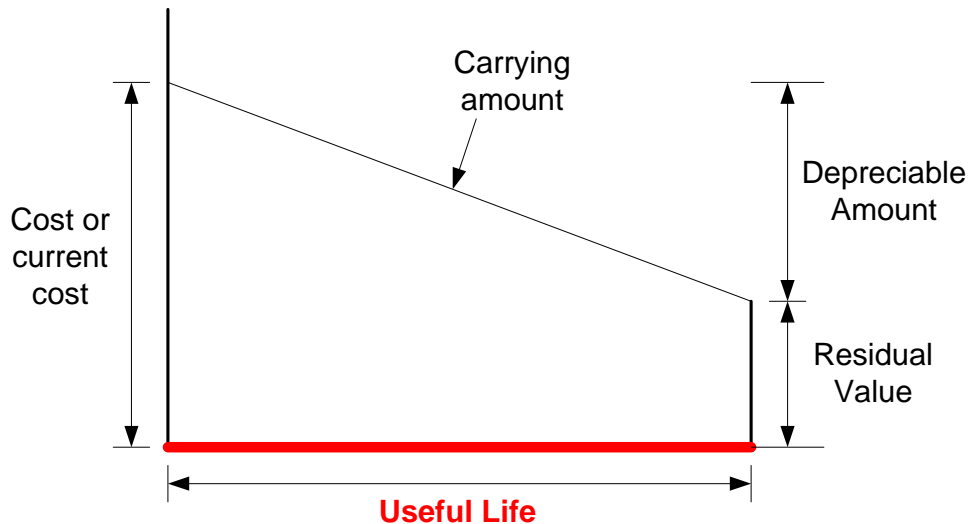 Carrying
amount
Depreciable
Amount
Cost or
current
cost
Residual
Value
Useful Life